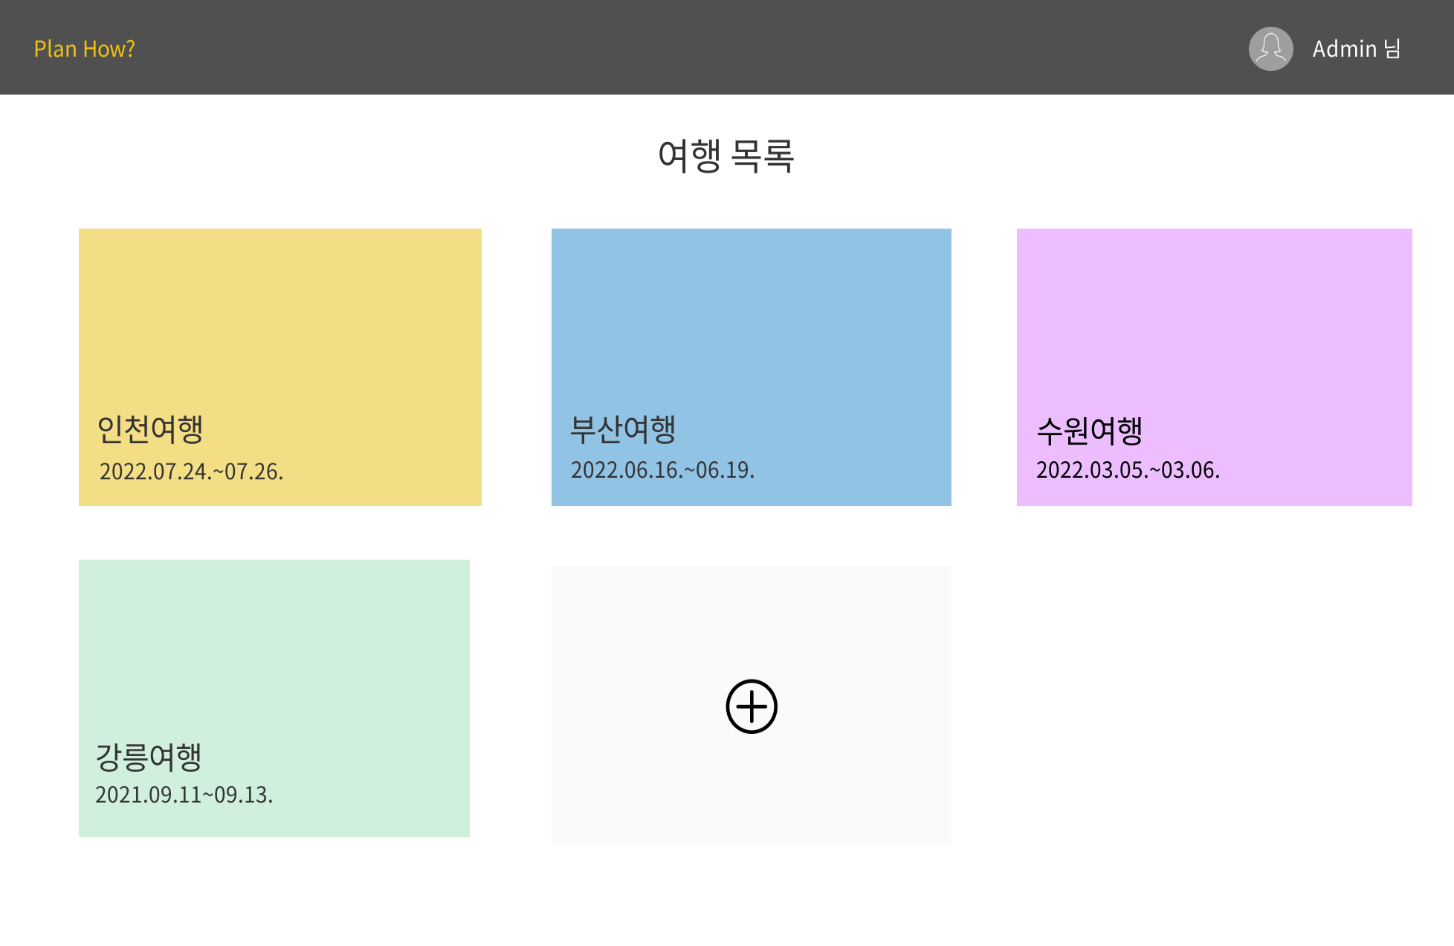 Plan How?
Admin 님
여행 목록
인천여행
2022.07.24.~07.26.
부산여행
2022.06.16.~06.19.
수원여행
2022.03.05.~03.06.
강릉여행
2021.09.11~09.13.